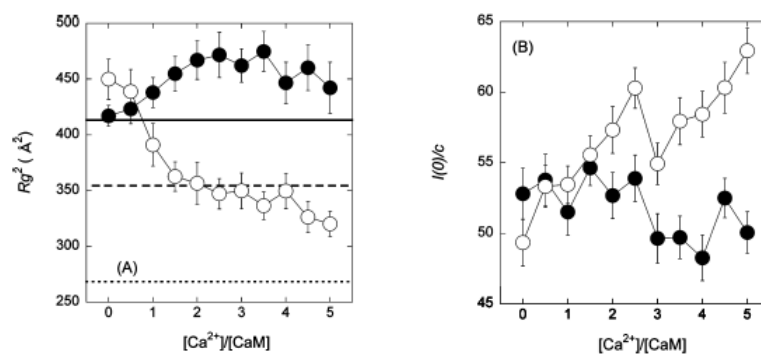 500
450
400
350
300
250
Rg² ( Å²)
(A)
0 1 2 3 4 5
[Ca²⁺]/[CaM]
65
60
55
50
45
I(0)/c
(B)
0 1 2 3 4 5
[Ca²⁺]/[CaM]